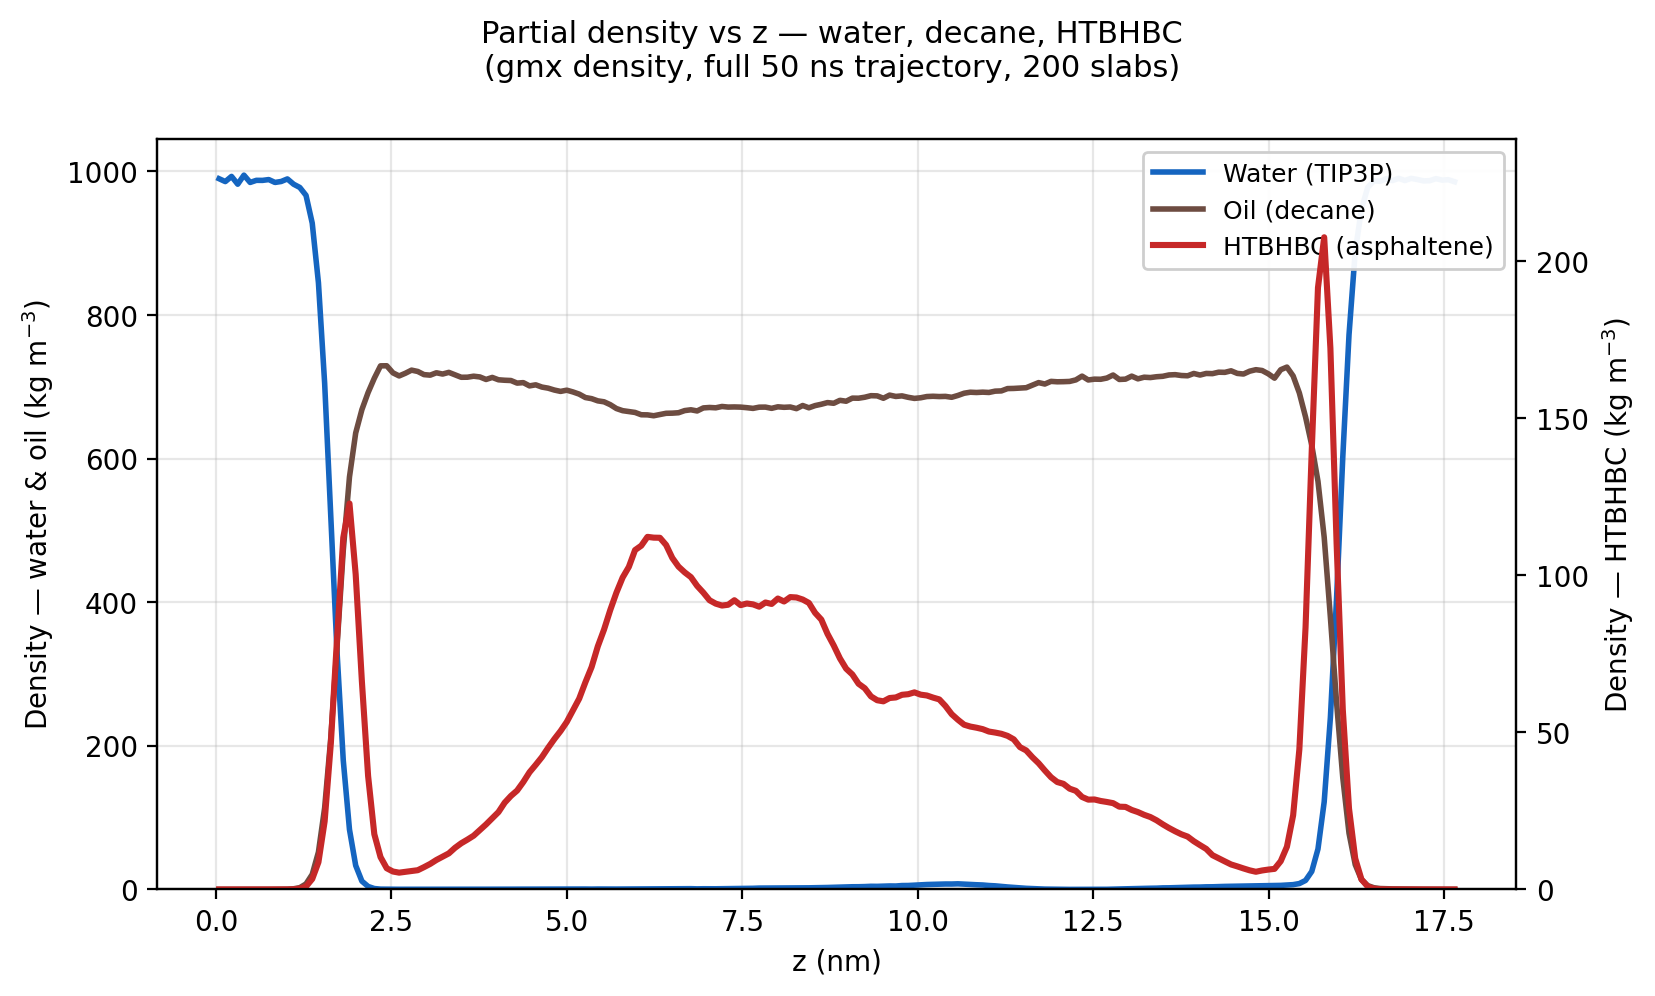 Partial density vs z — water, decane, HTBHBC
(gmx density, full 50 ns trajectory, 200 slabs)
Water (TIP3P)
Oil (decane)
HTBHBC (asphaltene)
Density — water & oil (kg m⁻³)
1000
800
600
400
200
0
Density — HTBHBC (kg m⁻³)
200
150
100
50
0
0.0 2.5 5.0 7.5 10.0 12.5 15.0 17.5
z (nm)